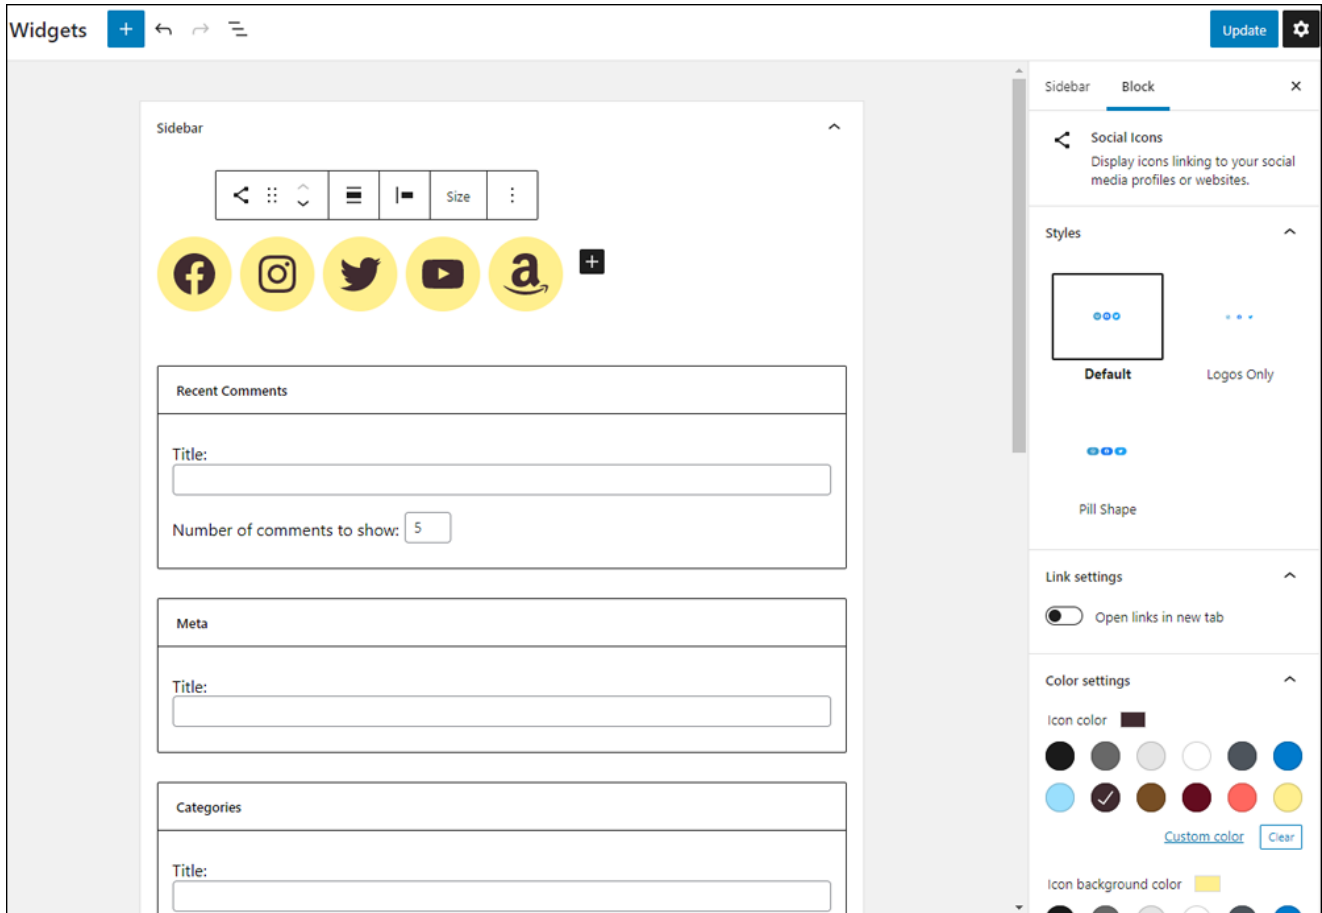 Widgets
Update
Sidebar
Size
Recent Comments
Title:
Number of comments to show: 5
Meta
Title:
Categories
Title:
Sidebar Block
Social Icons
Display icons linking to your social
media profiles or websites.
Styles
Default
Logos Only
Pill Shape
Link settings
Open links in new tab
Color settings
Icon color
Custom color Clear
Icon background color